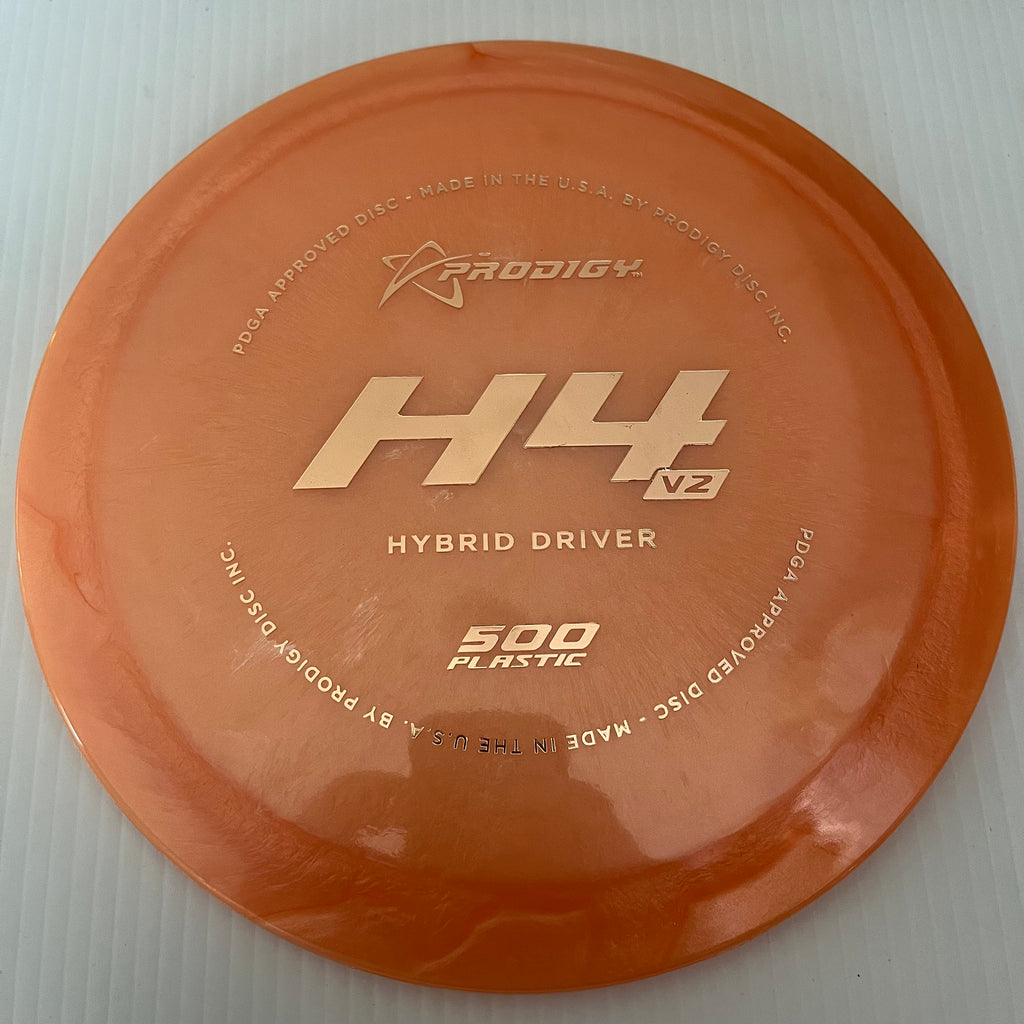 PDGA APPROVED DISC - MADE IN THE U.S.A. BY PRODIGY DISC INC.
PRODIGY™
H4
V2
HYBRID DRIVER
500
PLASTIC
PDGA APPROVED DISC - MADE IN THE U.S.A. BY PRODIGY DISC INC.